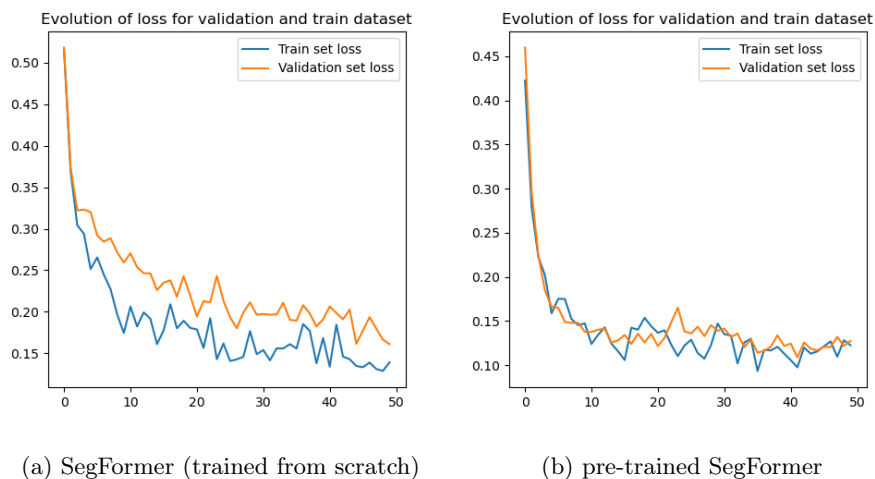 Evolution of loss for validation and train dataset
Train set loss
Validation set loss
0.50
0.45
0.40
0.35
0.30
0.25
0.20
0.15
0 10 20 30 40 50
(a) SegFormer (trained from scratch)
Evolution of loss for validation and train dataset
Train set loss
Validation set loss
0.45
0.40
0.35
0.30
0.25
0.20
0.15
0.10
0 10 20 30 40 50
(b) pre-trained SegFormer